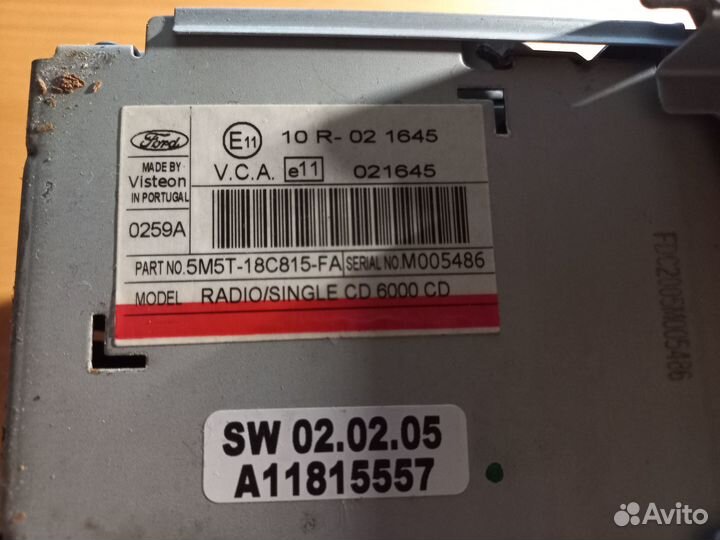 Ford
E11 10 R- 02 1645
MADE BY
Visteon
IN PORTUGAL
V.C.A. e11 021645
0259A
PART NO. 5M5T-18C815-FA SERIAL NO. M005486
MODEL RADIO/SINGLE CD 6000 CD
SW 02.02.05
A11815557
FDC2005M005486
Avito